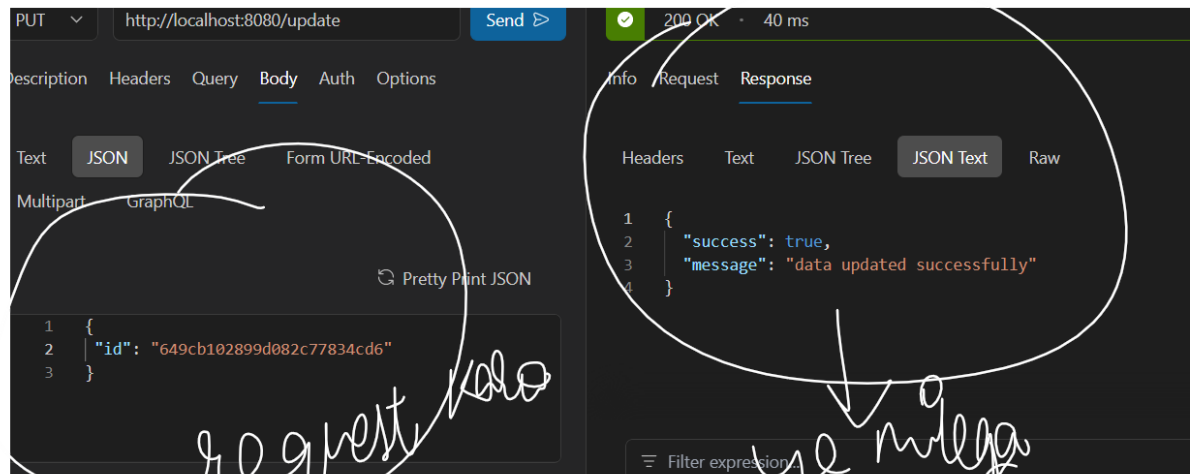 PUT http://localhost:8080/update Send
200 OK · 40 ms
Description Headers Query Body Auth Options
Info Request Response
Text JSON JSON Tree Form URL-Encoded
Multipart GraphQL
Headers Text JSON Tree JSON Text Raw
Pretty Print JSON
1 {
2 "id": "649cb102899d082c77834cd6"
3 }
1 {
2 "success": true,
3 "message": "data updated successfully"
4 }
request karo
ye milega
Filter expression...